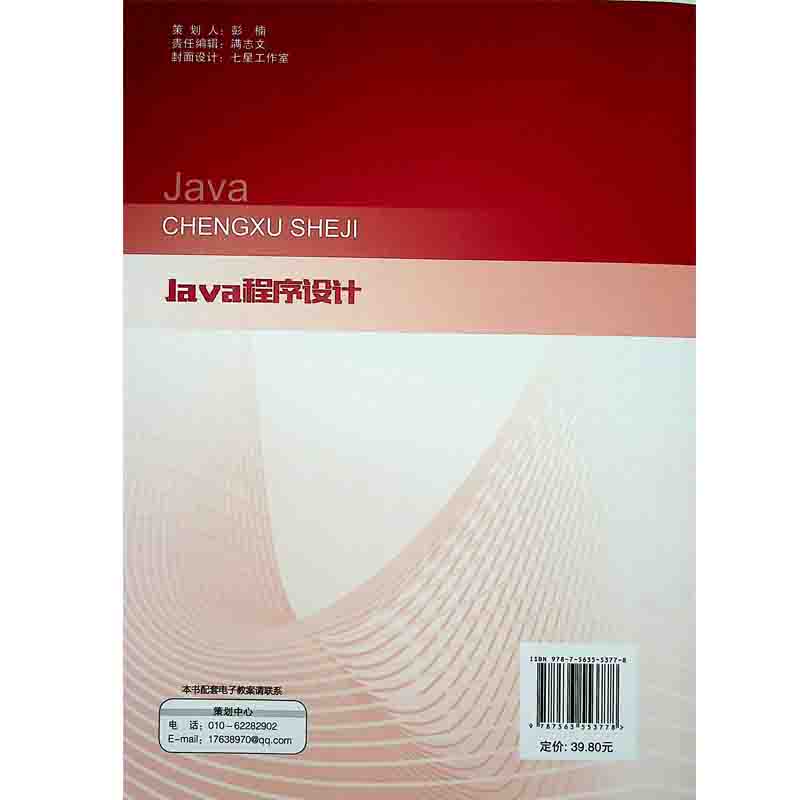 策 划 人：彭 楠
责任编辑：满志文
封面设计：七星工作室
Java
CHENGXU SHEJI
Java程序设计
本书配套电子教案请联系
策划中心
电 话：010-62282902
E-mail：17638970@qq.com
ISBN 978-7-5635-5377-8
9 787563 553778>
定价：39.80元